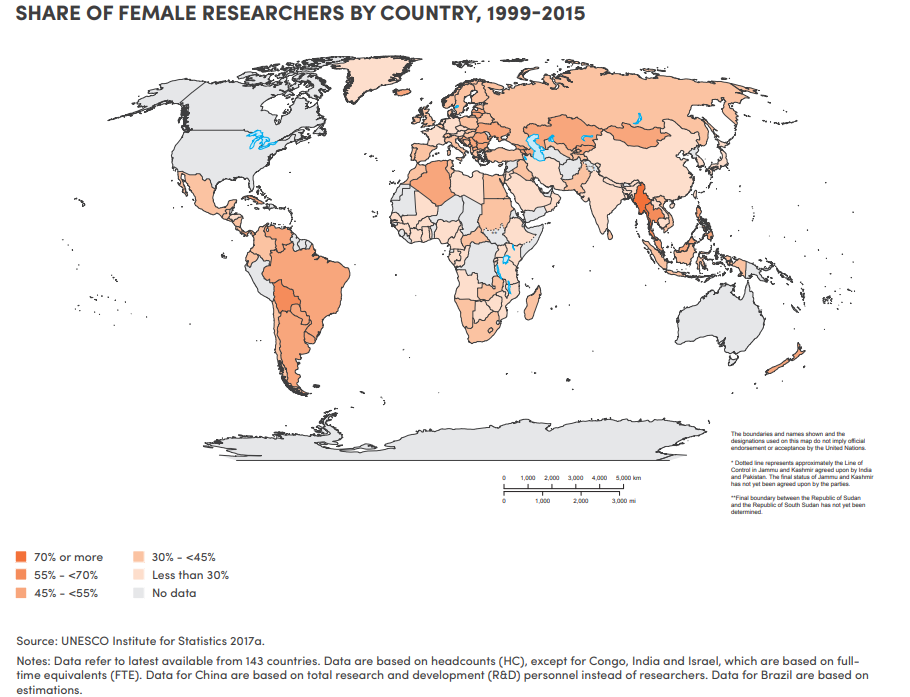 SHARE OF FEMALE RESEARCHERS BY COUNTRY, 1999-2015
The boundaries and names shown and the
designations used on this map do not imply official
endorsement or acceptance by the United Nations.
* Dotted line represents approximately the Line of
Control in Jammu and Kashmir agreed upon by India
and Pakistan. The final status of Jammu and Kashmir
has not yet been agreed upon by the parties.
**Final boundary between the Republic of Sudan
and the Republic of South Sudan has not yet been
determined.
0 1,000 2,000 3,000 4,000 5,000 km
0 1,000 2,000 3,000 mi
70% or more
55% - <70%
45% - <55%
30% - <45%
Less than 30%
No data
Source: UNESCO Institute for Statistics 2017a.
Notes: Data refer to latest available from 143 countries. Data are based on headcounts (HC), except for Congo, India and Israel, which are based on full-
time equivalents (FTE). Data for China are based on total research and development (R&D) personnel instead of researchers. Data for Brazil are based on
estimations.